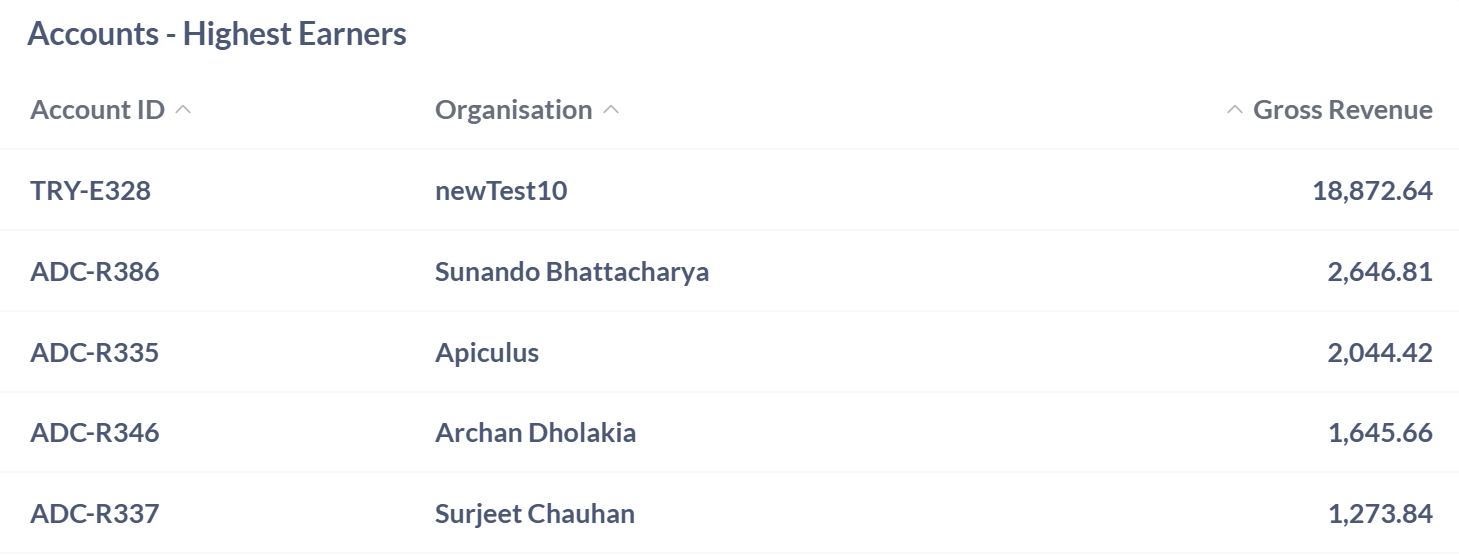 Accounts - Highest Earners
Account ID Organisation Gross Revenue
TRY-E328 newTest10 18,872.64
ADC-R386 Sunando Bhattacharya 2,646.81
ADC-R335 Apiculus 2,044.42
ADC-R346 Archan Dholakia 1,645.66
ADC-R337 Surjeet Chauhan 1,273.84